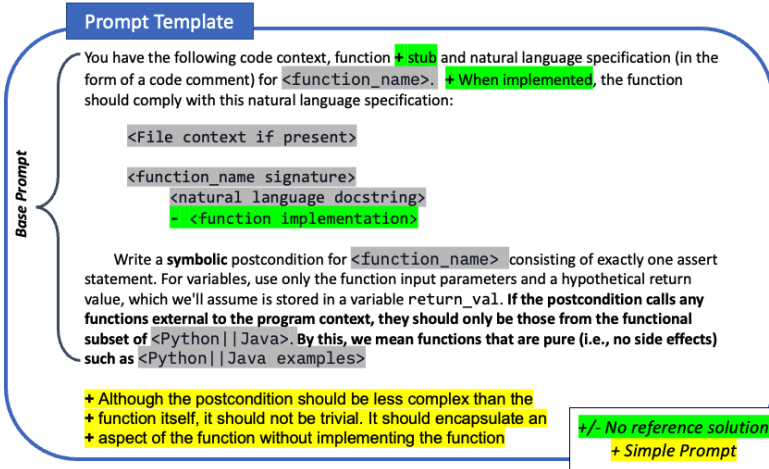 Prompt Template
You have the following code context, function + stub and natural language specification (in the
form of a code comment) for <function_name>. + When implemented, the function
should comply with this natural language specification:
<File context if present>
<function_name signature>
<natural language docstring>
- <function implementation>
Base Prompt
Write a symbolic postcondition for <function_name> consisting of exactly one assert
statement. For variables, use only the function input parameters and a hypothetical return
value, which we'll assume is stored in a variable return_val. If the postcondition calls any
functions external to the program context, they should only be those from the functional
subset of <Python||Java>. By this, we mean functions that are pure (i.e., no side effects)
such as <Python||Java examples>
+ Although the postcondition should be less complex than the
+ function itself, it should not be trivial. It should encapsulate an
+ aspect of the function without implementing the function
+/- No reference solution
+ Simple Prompt